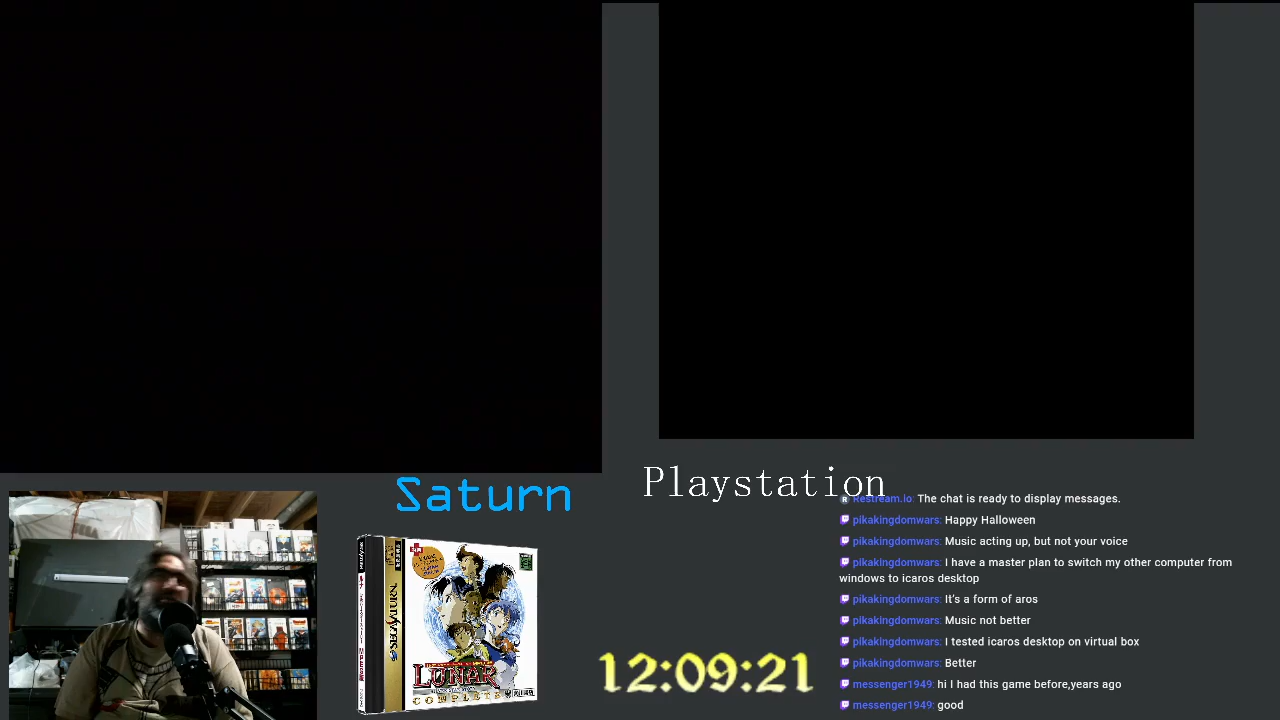 Saturn
Playstation
Restream.io: The chat is ready to display messages.
pikakingdomwars: Happy Halloween
pikakingdomwars: Music acting up, but not your voice
pikakingdomwars: I have a master plan to switch my other computer from
windows to icaros desktop
pikakingdomwars: It's a form of aros
pikakingdomwars: Music not better
pikakingdomwars: I tested icaros desktop on virtual box
pikakingdomwars: Better
messenger1949: hi I had this game before,years ago
messenger1949: good
SEGA SATURN
LUNAR
COMPLETE
12:09:21